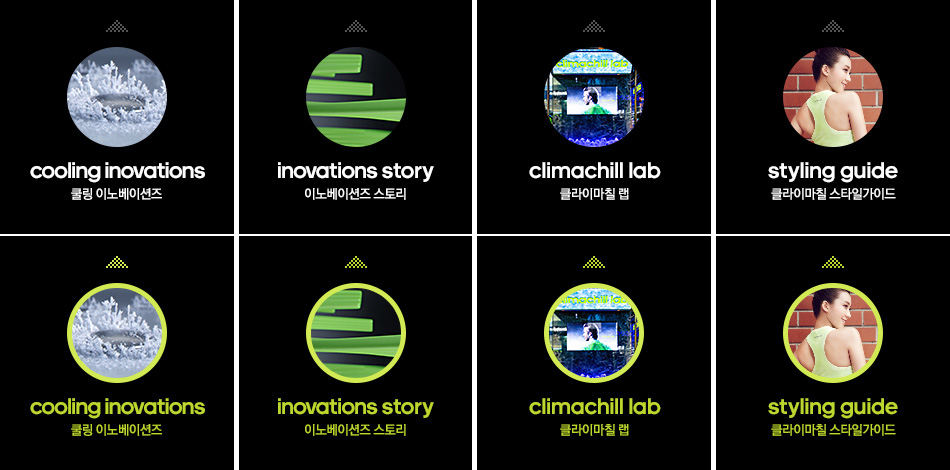 cooling inovations
쿨링 이노베이션즈
inovations story
이노베이션즈 스토리
climachill lab
climachill lab
클라이마칠 랩
styling guide
클라이마칠 스타일가이드
cooling inovations
쿨링 이노베이션즈
inovations story
이노베이션즈 스토리
climachill lab
climachill lab
클라이마칠 랩
styling guide
클라이마칠 스타일가이드